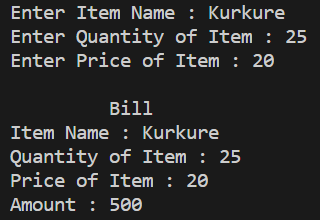 Enter Item Name : Kurkure
Enter Quantity of Item : 25
Enter Price of Item : 20
Bill
Item Name : Kurkure
Quantity of Item : 25
Price of Item : 20
Amount : 500